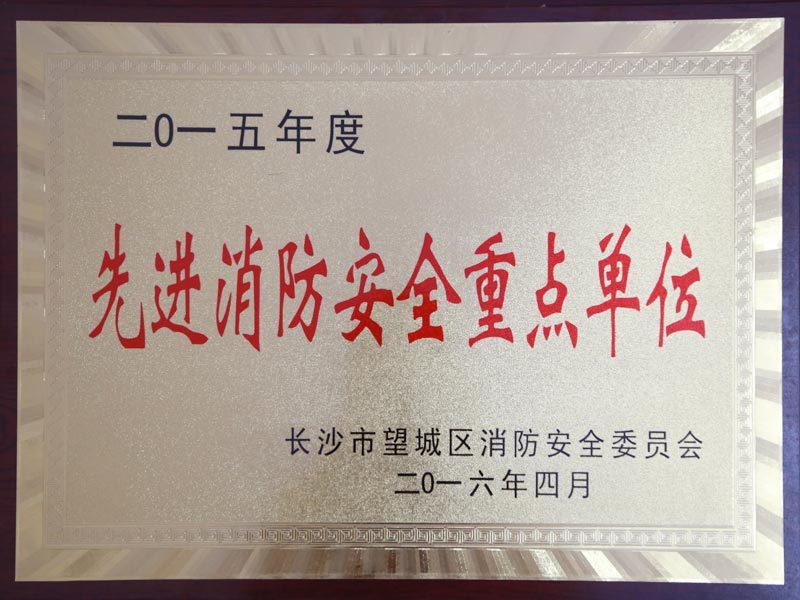 二0一五年度
先进消防安全重点单位
长沙市望城区消防安全委员会
二0一六年四月